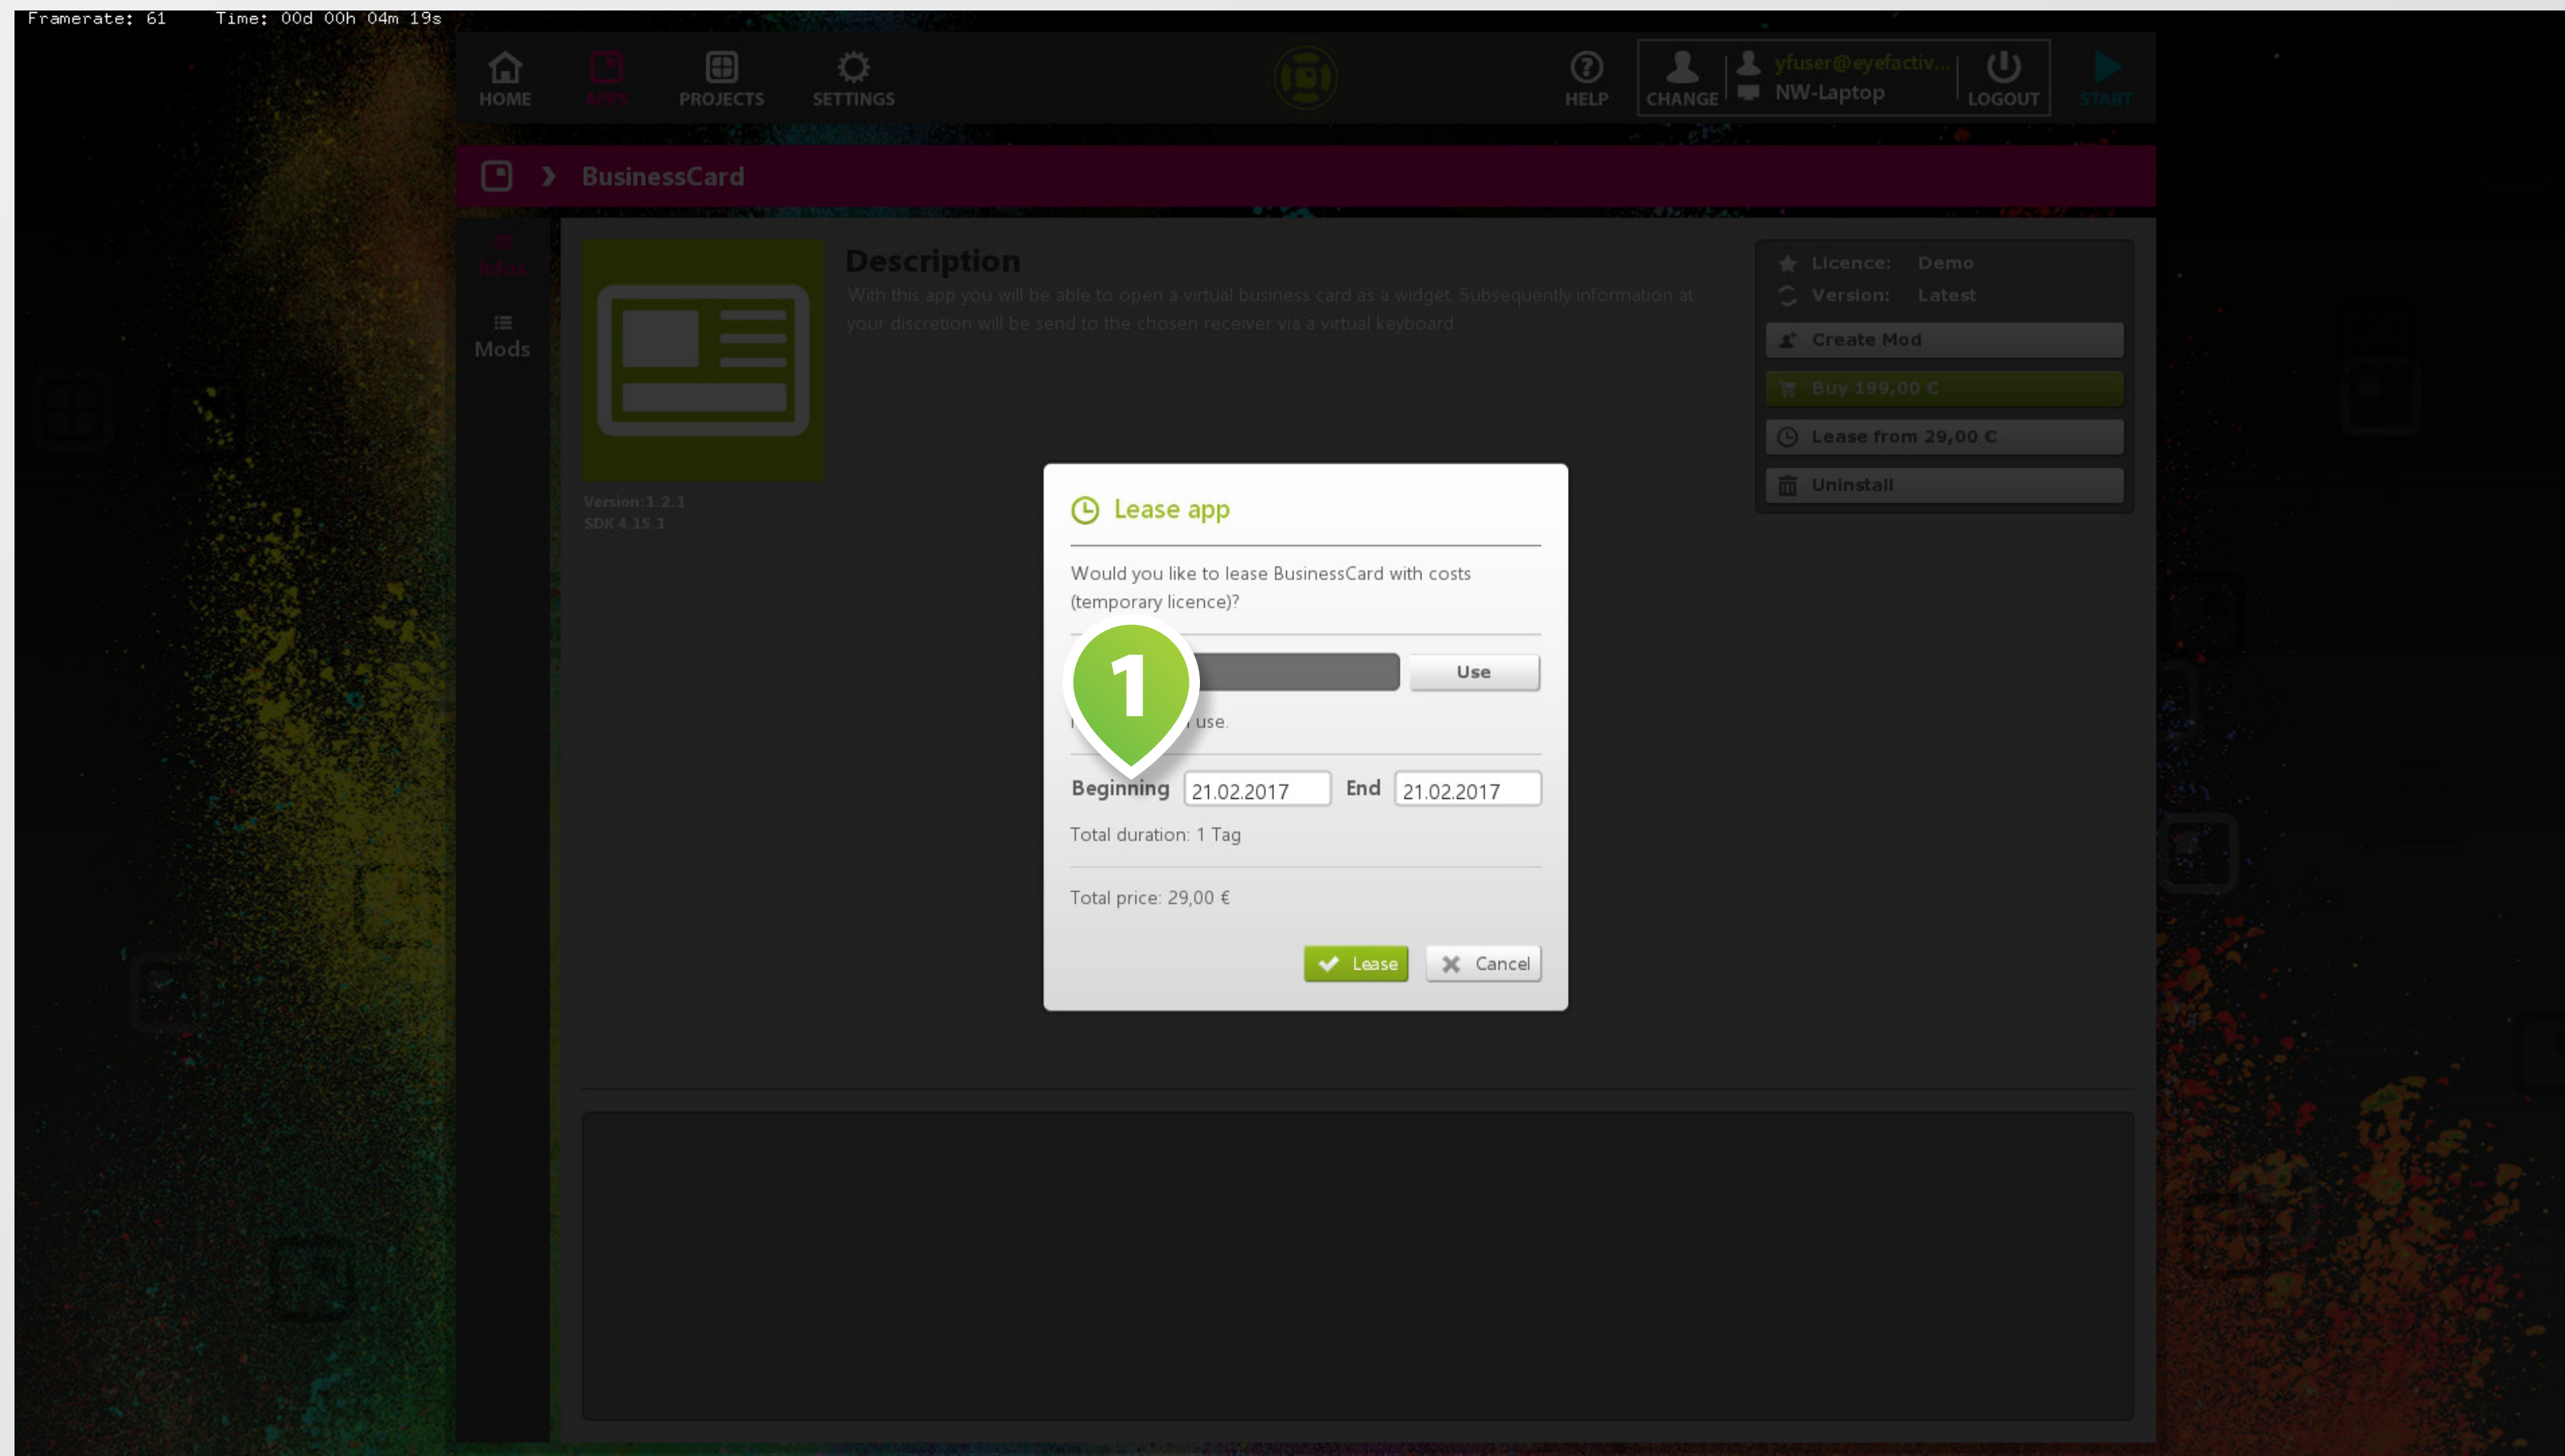 Framerate: 61 Time: 00d 00h 04m 19s
HOME
APPS
PROJECTS
SETTINGS
HELP
CHANGE
yfuser@eyefactiv...
NW-Laptop
LOGOUT
START
BusinessCard
Infos
Mods
Description
With this app you will be able to open a virtual business card as a widget. Subsequently information at
your discretion will be send to the chosen receiver via a virtual keyboard
Version:1.2.1
SDK 4.15.1
Licence: Demo
Version: Latest
Create Mod
Buy 199,00 €
Lease from 29,00 €
Uninstall
Lease app
Would you like to lease BusinessCard with costs
(temporary licence)?
1
Use
use.
Beginning 21.02.2017 End 21.02.2017
Total duration: 1 Tag
Total price: 29,00 €
Lease
Cancel